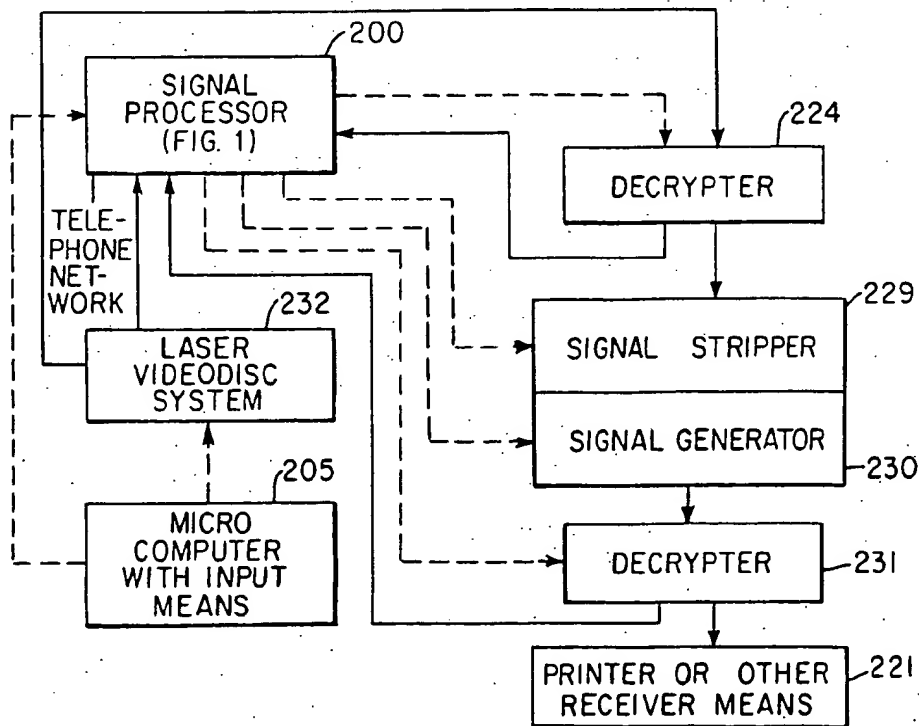 200
SIGNAL
PROCESSOR
(FIG. 1)
224
DECRYPTER
TELE-
PHONE
NET-
WORK
232
LASER
VIDEODISC
SYSTEM
229
SIGNAL STRIPPER
SIGNAL GENERATOR
230
205
MICRO
COMPUTER
WITH INPUT
MEANS
DECRYPTER
231
PRINTER OR OTHER
RECEIVER MEANS
221